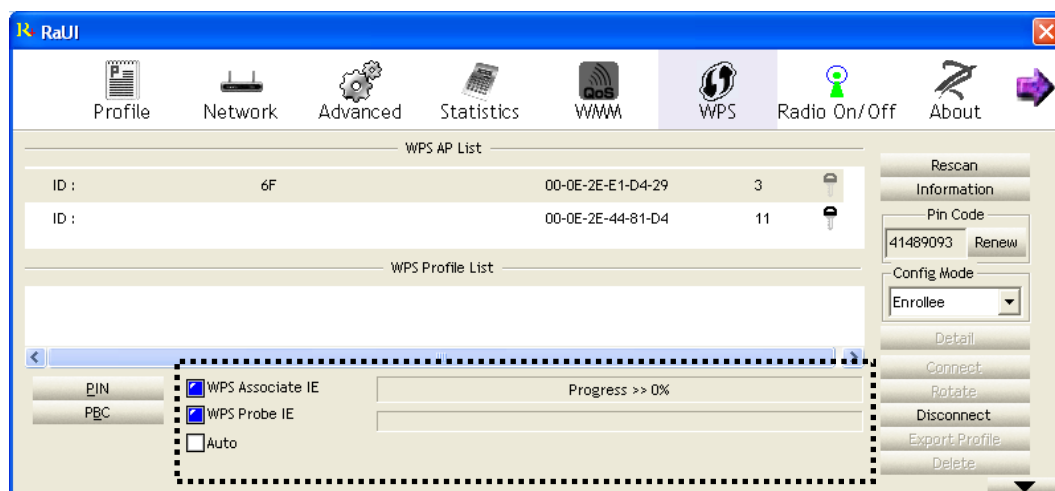 RaUI
Profile Network Advanced Statistics WMM WPS Radio On/Off About
QoS
WPS AP List
ID : 6F 00-0E-2E-E1-D4-29 3
ID : 00-0E-2E-44-81-D4 11
WPS Profile List
Rescan
Information
Pin Code
41489093 Renew
Config Mode
Enrollee
Detail
Connect
Rotate
Disconnect
Export Profile
Delete
PIN
PBC
WPS Associate IE
WPS Probe IE
Auto
Progress >> 0%